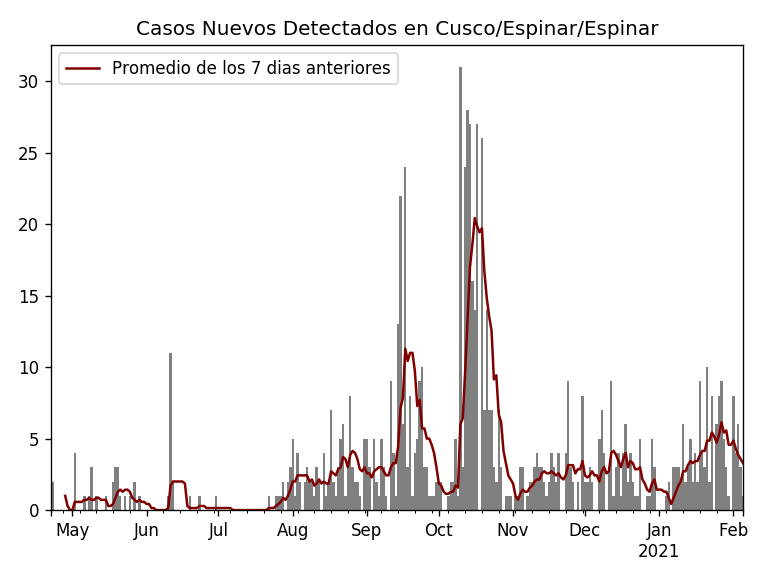 Casos Nuevos Detectados en Cusco/Espinar/Espinar
Promedio de los 7 dias anteriores
30
25
20
15
10
5
0
May Jun Jul Aug Sep Oct Nov Dec Jan Feb
2021